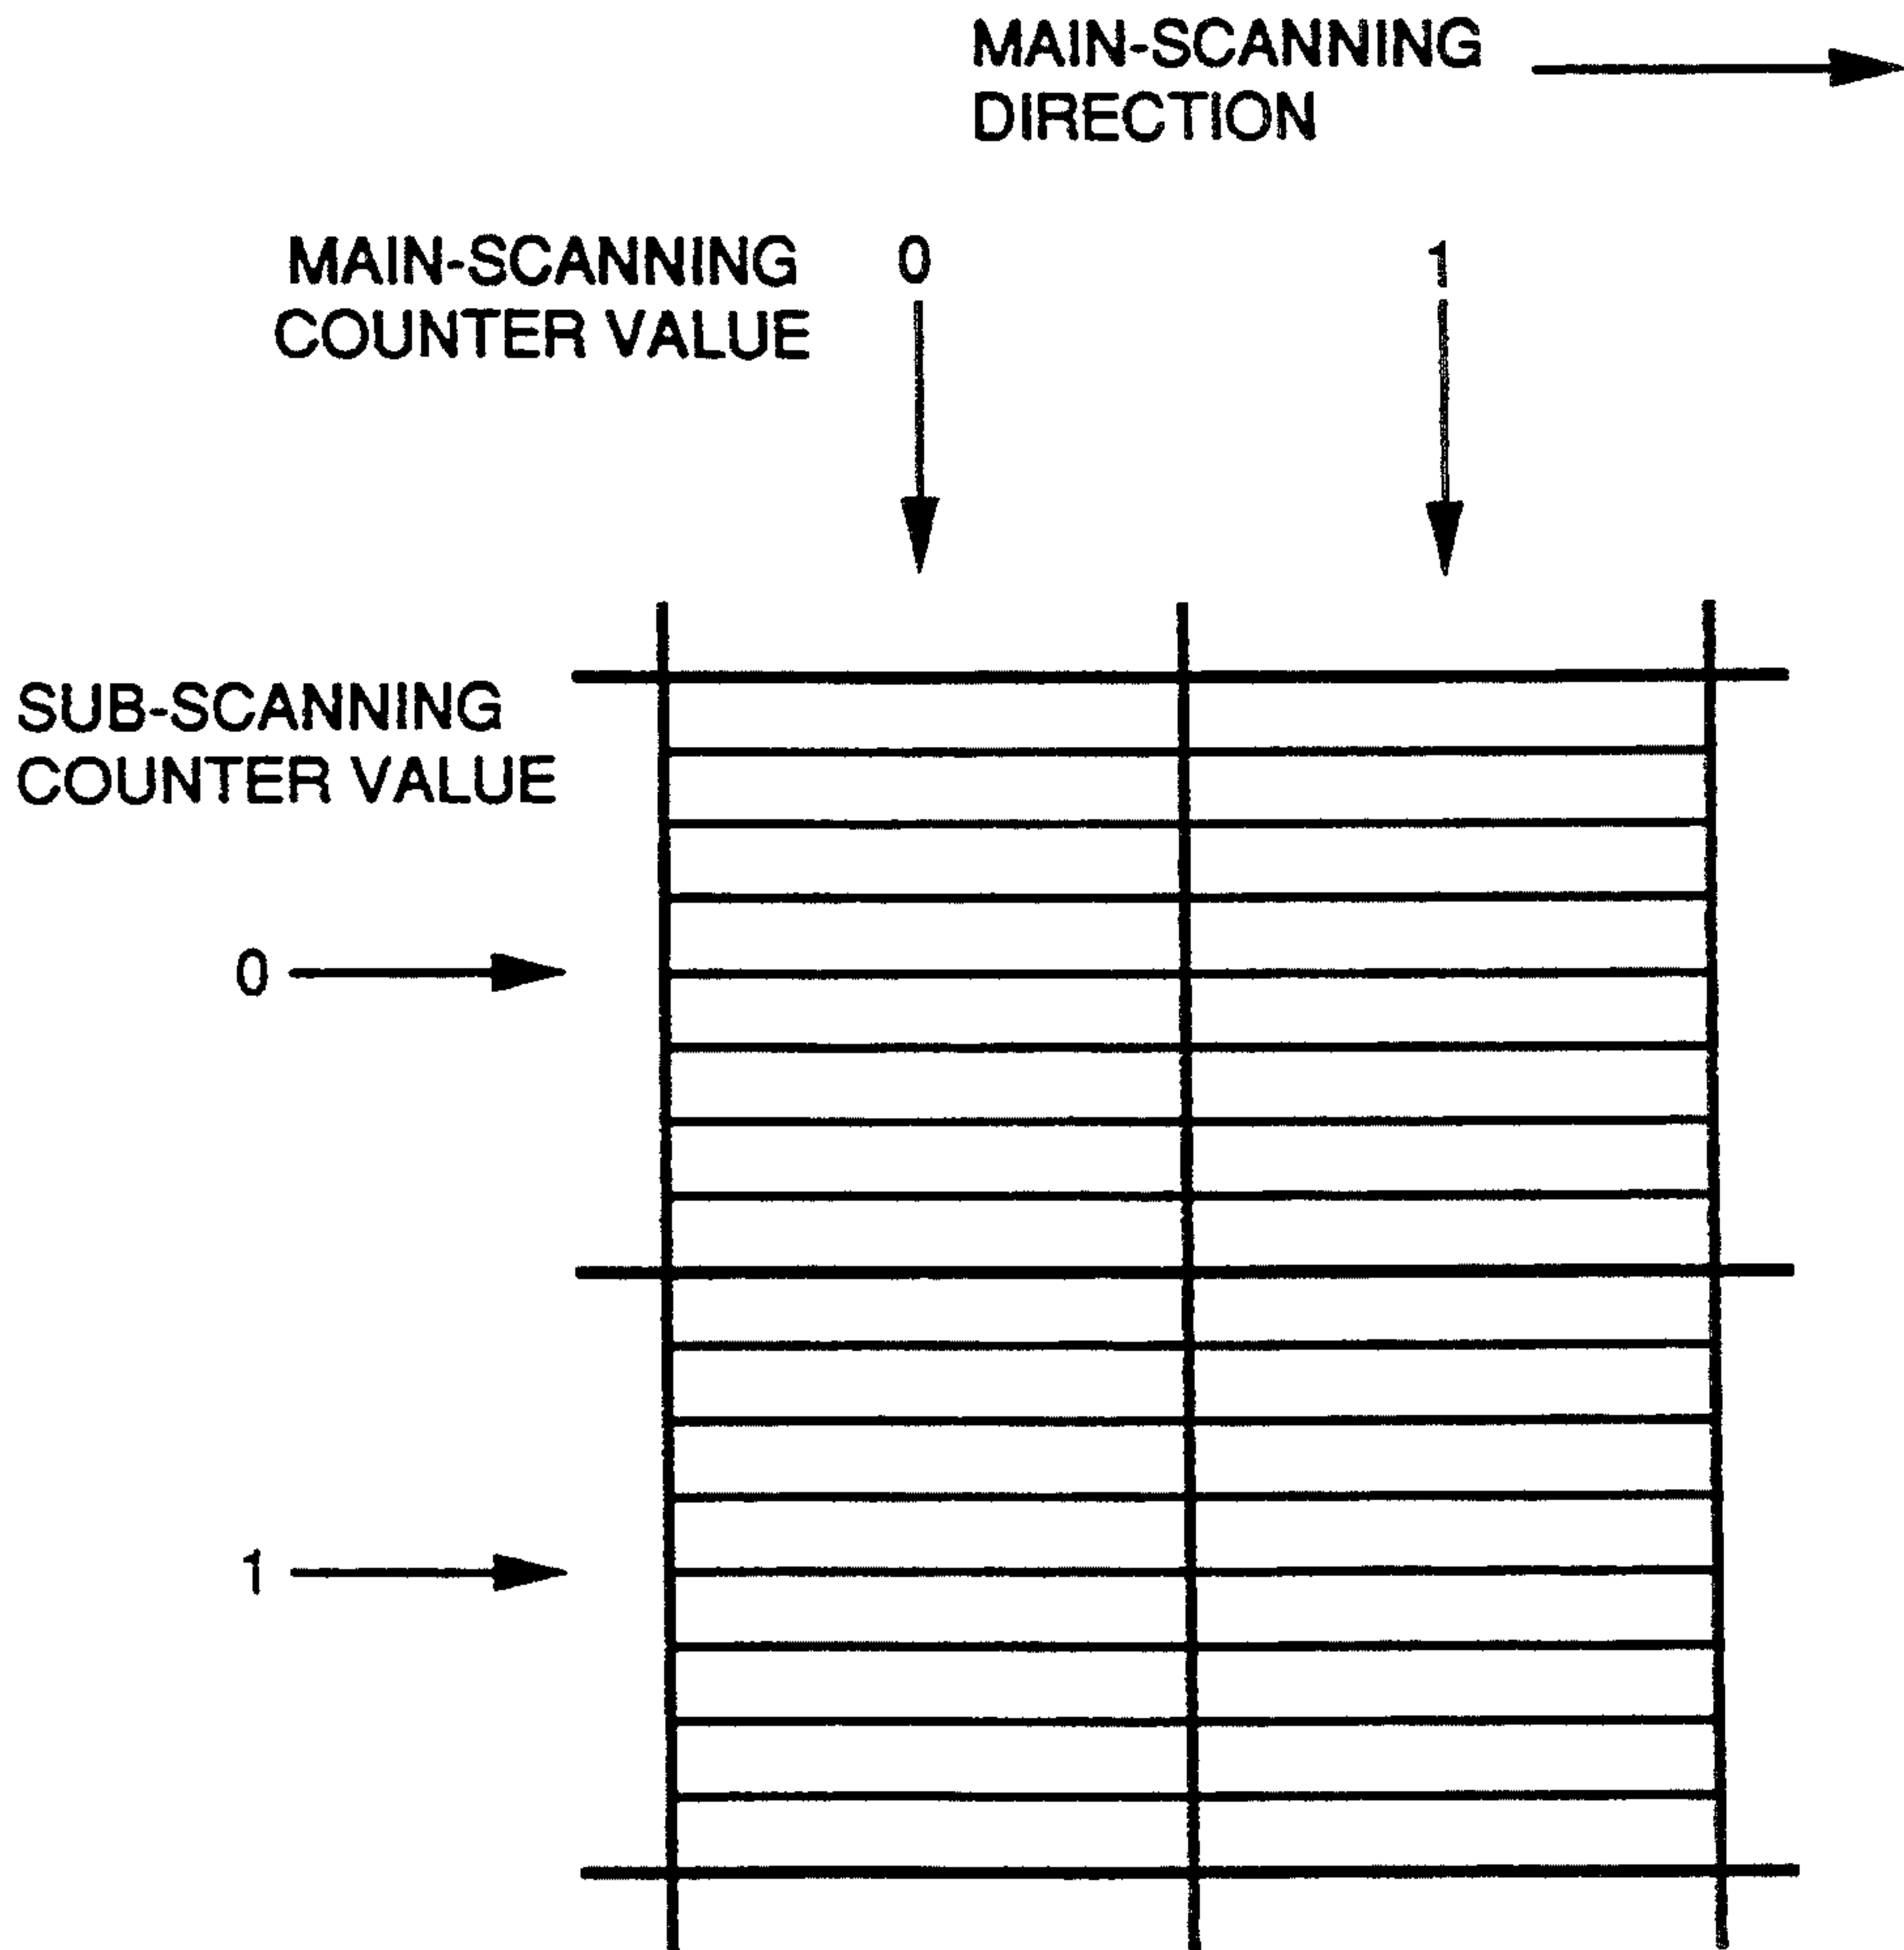 MAIN-SCANNING
DIRECTION
MAIN-SCANNING
COUNTER VALUE
0
1
SUB-SCANNING
COUNTER VALUE
0
1